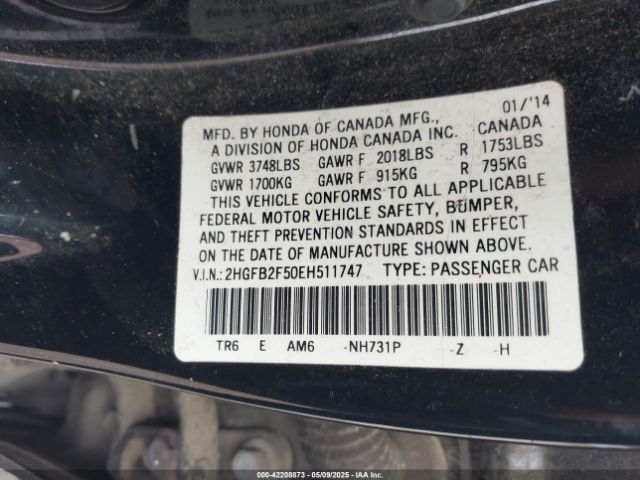 01/'14
MFD. BY HONDA OF CANADA MFG.,
A DIVISION OF HONDA CANADA INC. CANADA
GVWR 3748LBS GAWR F 2018LBS R 1753LBS
GVWR 1700KG GAWR F 915KG R 795KG
THIS VEHICLE CONFORMS TO ALL APPLICABLE
FEDERAL MOTOR VEHICLE SAFETY, BUMPER,
AND THEFT PREVENTION STANDARDS IN EFFECT
ON THE DATE OF MANUFACTURE SHOWN ABOVE.
V.I.N.: 2HGFB2F50EH511747 TYPE: PASSENGER CAR
TR6 E AM6 -NH731P -Z -H
000-42208873 - 05/09/2025 - IAA Inc.